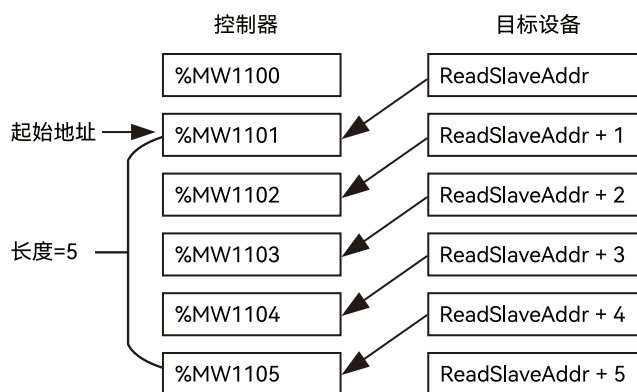 控制器 目标设备
%MW1100 ReadSlaveAddr
起始地址 %MW1101 ReadSlaveAddr + 1
%MW1102 ReadSlaveAddr + 2
长度=5 %MW1103 ReadSlaveAddr + 3
%MW1104 ReadSlaveAddr + 4
%MW1105 ReadSlaveAddr + 5